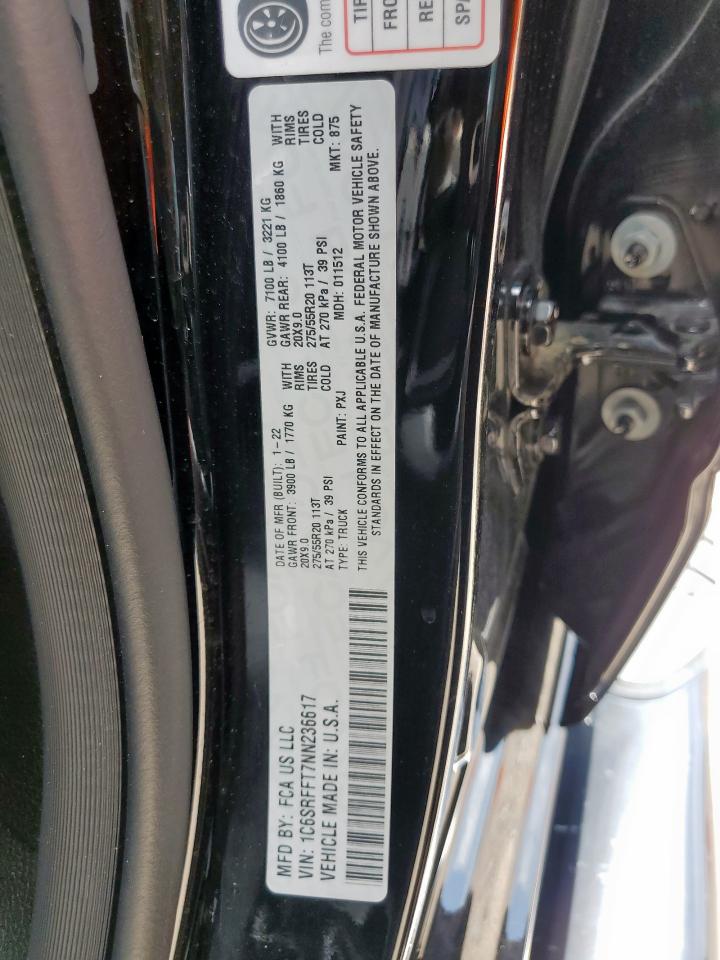 The com
TIR
FRO
RE
SPA
MFD BY: FCA US LLC
VIN: 1C6SRFFT7NN236617
VEHICLE MADE IN: U.S.A.
DATE OF MFR (BUILT): 1-22
GAWR FRONT: 3900 LB / 1770 KG WITH
20X9.0 RIMS
275/55R20 113T TIRES
AT 270 kPa / 39 PSI COLD
TYPE: TRUCK PAINT: PXJ
GVWR: 7100 LB / 3221 KG
GAWR REAR: 4100 LB / 1860 KG WITH
20X9.0 RIMS
275/55R20 113T TIRES
AT 270 kPa / 39 PSI COLD
MDH: 011512 MKT: 875
THIS VEHICLE CONFORMS TO ALL APPLICABLE U.S.A. FEDERAL MOTOR VEHICLE SAFETY
STANDARDS IN EFFECT ON THE DATE OF MANUFACTURE SHOWN ABOVE.